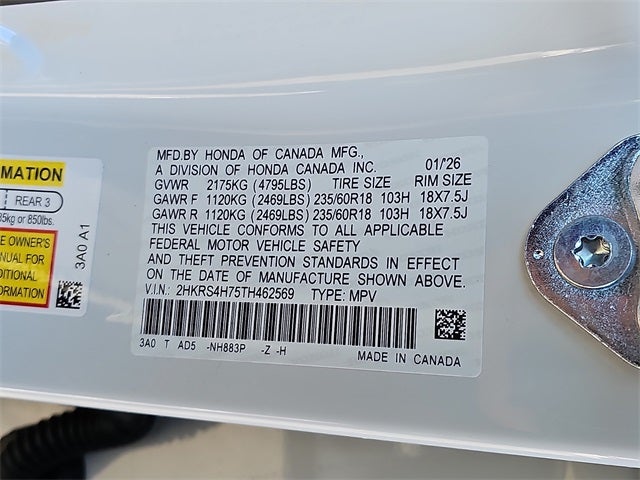 MFD.BY HONDA OF CANADA MFG.,
A DIVISION OF HONDA CANADA INC. 01/26
GVWR 2175KG (4795LBS) TIRE SIZE RIM SIZE
GAWR F 1120KG (2469LBS) 235/60R18 103H 18X7.5J
GAWR R 1120KG (2469LBS) 235/60R18 103H 18X7.5J
THIS VEHICLE CONFORMS TO ALL APPLICABLE
FEDERAL MOTOR VEHICLE SAFETY
AND THEFT PREVENTION STANDARDS IN EFFECT
ON THE DATE OF MANUFACTURE SHOWN ABOVE.
V.I.N.: 2HKRS4H75TH462569 TYPE: MPV
3A0 T AD5 -NH883P -Z -H MADE IN CANADA
MATION
REAR 3
kg or 850lbs.
E OWNER'S
NUAL FOR
DITIONAL
ORMATION
3A0 A1